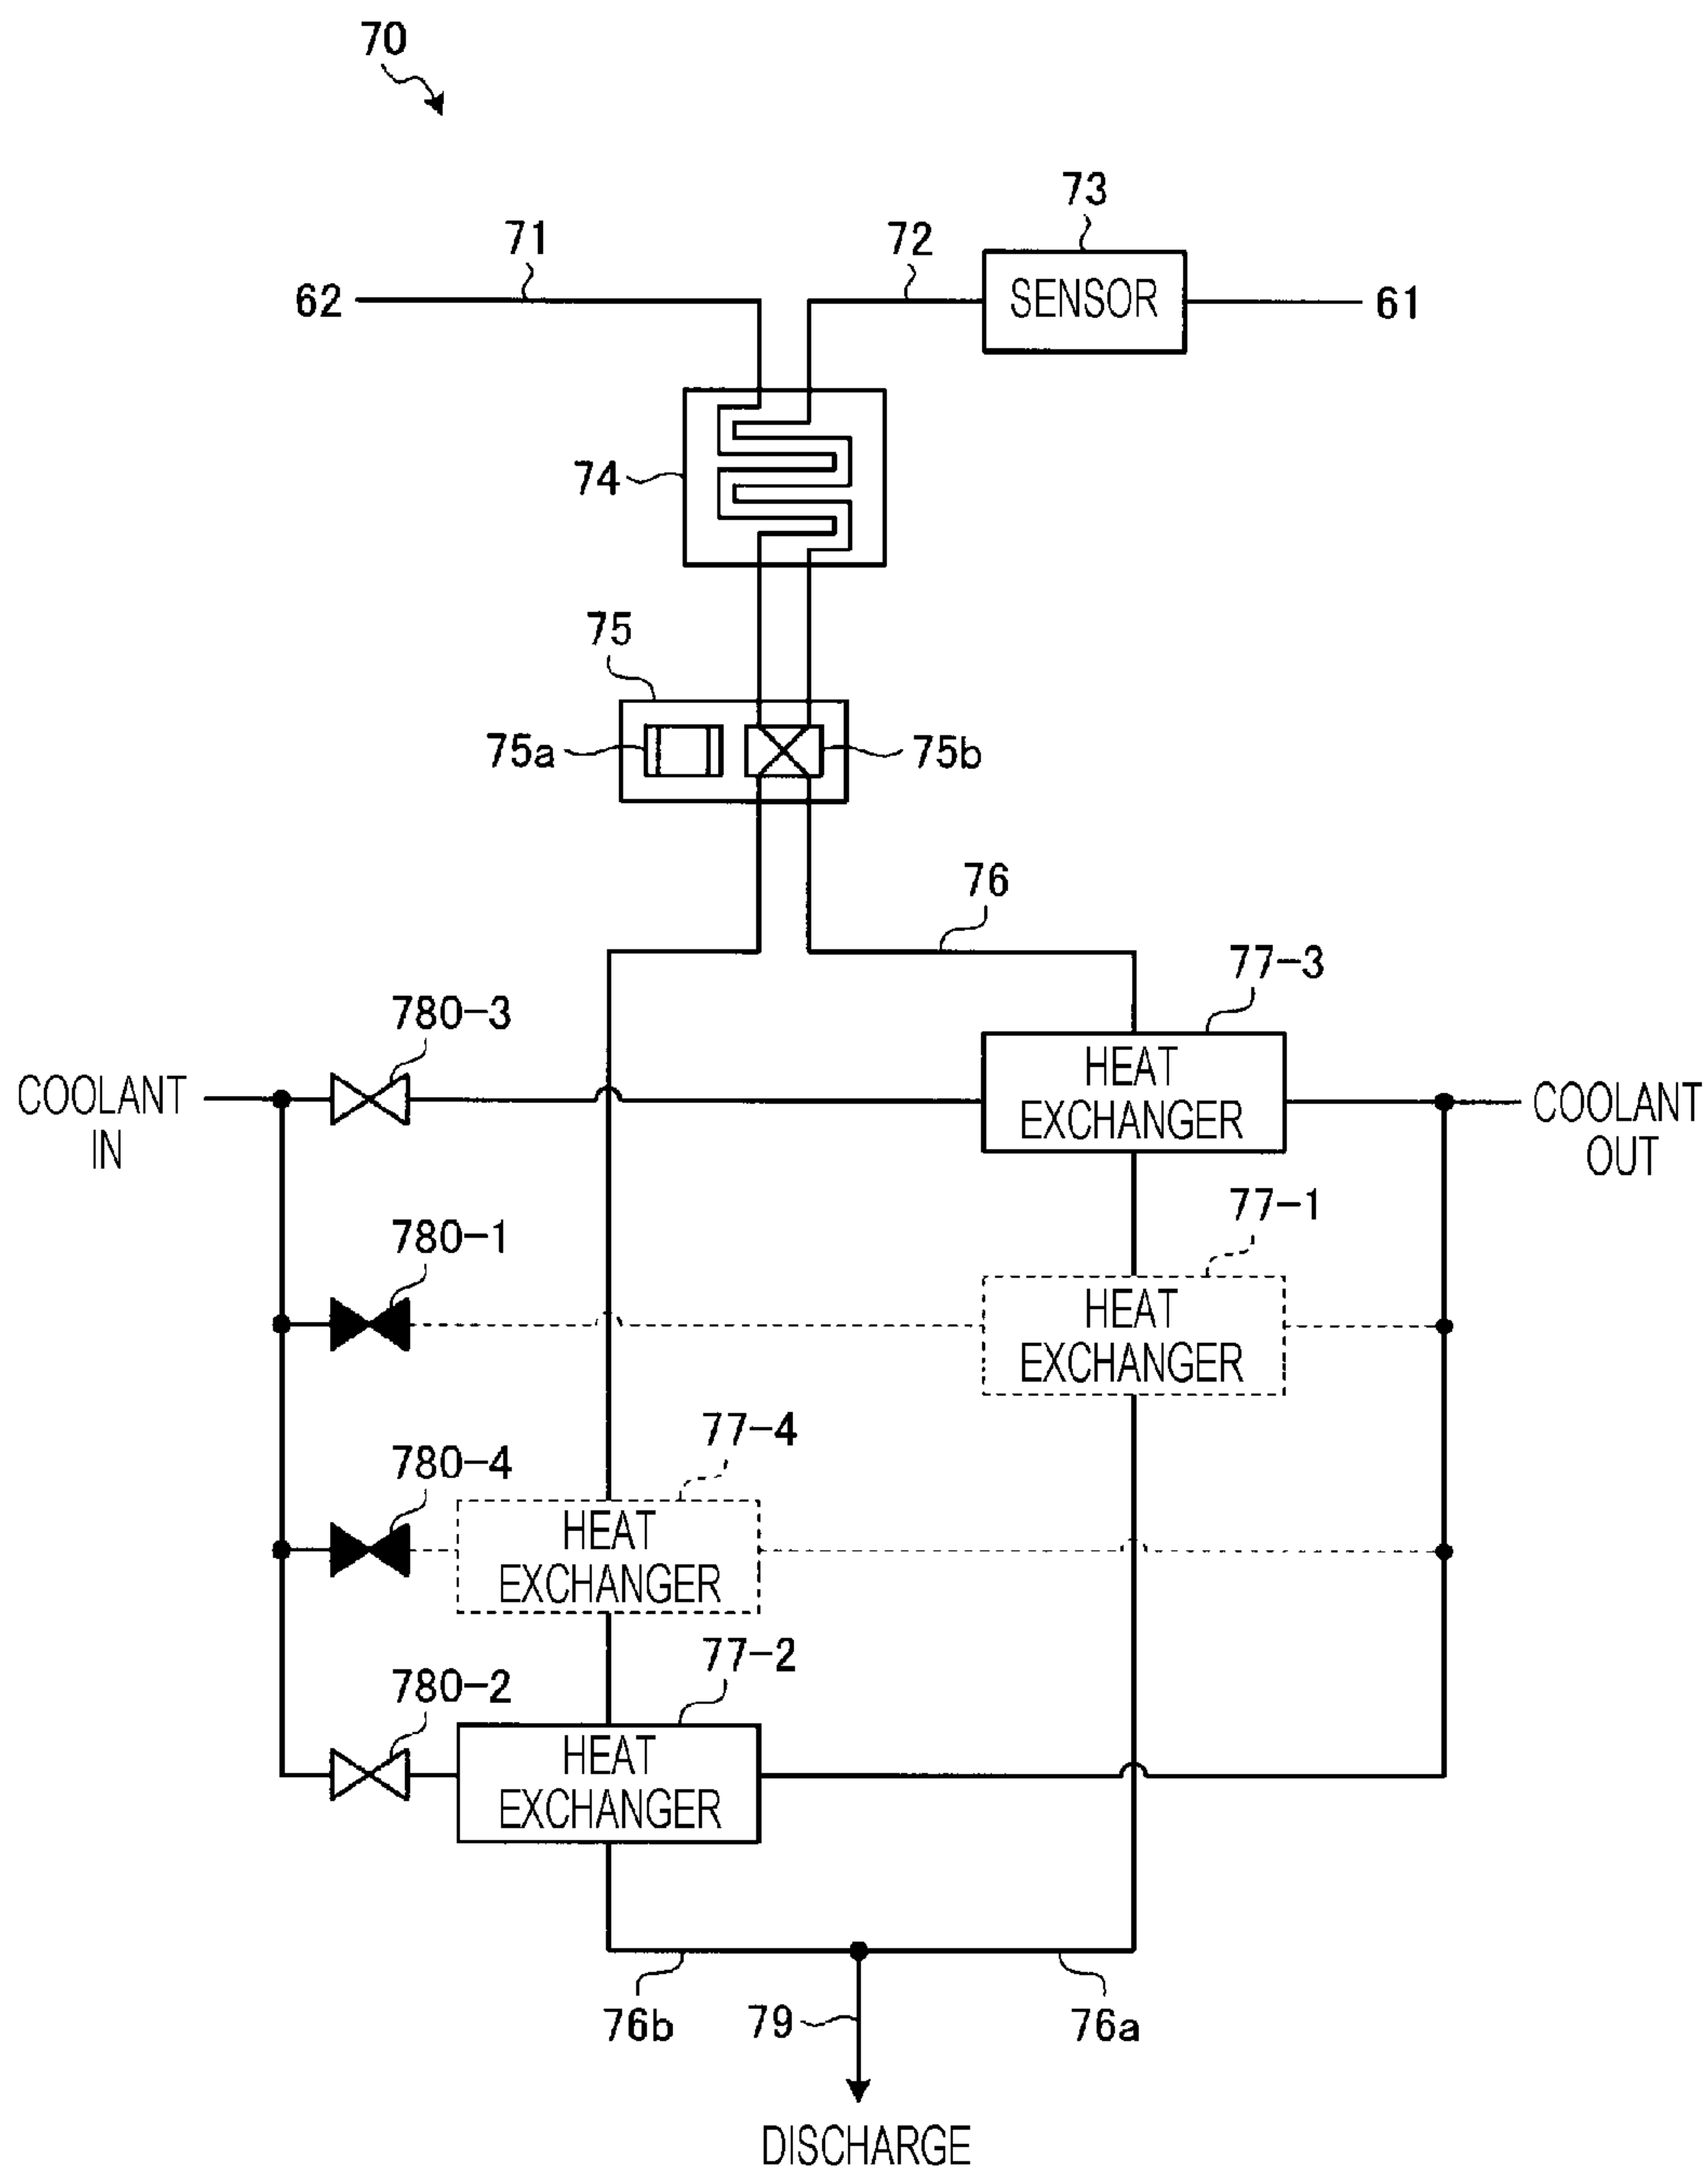 70
73
71
72
62
SENSOR
61
74
75
75a
75b
76
77-3
780-3
HEAT
EXCHANGER
COOLANT
IN
COOLANT
OUT
77-1
780-1
HEAT
EXCHANGER
77-4
780-4
HEAT
EXCHANGER
77-2
780-2
HEAT
EXCHANGER
76b
79
76a
DISCHARGE